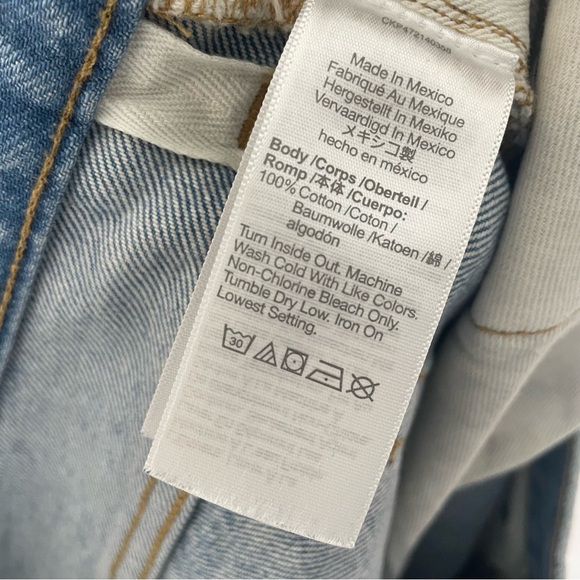 Made In Mexico
Fabriqué Au Mexique
Hergestellt In Mexiko
Vervaardigd In Mexico
メキシコ製
hecho en méxico
Body /Corps /Obertell /
Romp /本体 /Cuerpo:
100% Cotton /Coton /
Baumwolle /Katoen /綿/
algodón
Turn Inside Out. Machine
Wash Cold With Like Colors.
Non-Chlorine Bleach Only.
Tumble Dry Low. Iron On
Lowest Setting.
30